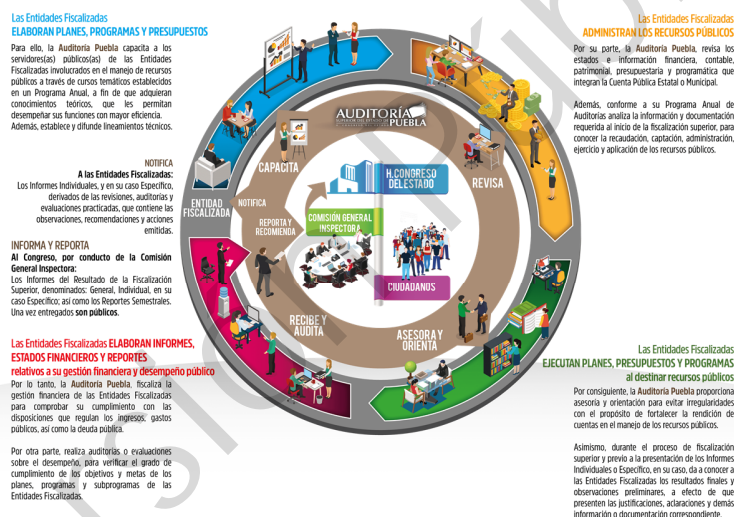 Las Entidades Fiscalizadas
ELABORAN PLANES, PROGRAMAS Y PRESUPUESTOS
Para ello, la Auditoría Puebla capacita a los
servidores(as) públicos(as) de las Entidades
Fiscalizadas involucrados en el manejo de recursos
públicos a través de cursos temáticos establecidos
en un Programa Anual, a fin de que adquieran
conocimientos teóricos, que les permitan
desempeñar sus funciones con mayor eficiencia.
Además, establece y difunde lineamientos técnicos.
NOTIFICA
A las Entidades Fiscalizadas:
Los Informes Individuales, y en su caso Específico,
derivados de las revisiones, auditorías y
evaluaciones practicadas, que contiene las
observaciones, recomendaciones y acciones
emitidas.
INFORMA Y REPORTA
Al Congreso, por conducto de la Comisión
General Inspectora:
Los Informes del Resultado de la Fiscalización
Superior, denominados: General, Individual, en su
caso Específico; así como los Reportes Semestrales.
Una vez entregados son públicos.
Las Entidades Fiscalizadas ELABORAN INFORMES,
ESTADOS FINANCIEROS Y REPORTES
relativos a su gestión financiera y desempeño público
Por lo tanto, la Auditoría Puebla, fiscaliza la
gestión financiera de las Entidades Fiscalizadas
para comprobar su cumplimiento con las
disposiciones que regulan los ingresos, gastos
públicos, así como la deuda pública.
Por otra parte, realiza auditorías o evaluaciones
sobre el desempeño, para verificar el grado de
cumplimiento de los objetivos y metas de los
planes, programas y subprogramas de las
Entidades Fiscalizadas.
AUDITORÍA
PUEBLA
CAPACITA
REVISA
ENTIDAD
FISCALIZADA
NOTIFICA
REPORTA Y
RECOMIENDA
H.CONGRESO
DEL ESTADO
COMISIÓN GENERAL
INSPECTORA
CIUDADANOS
RECIBE Y
AUDITA
ASESORA Y
ORIENTA
Las Entidades Fiscalizadas
ADMINISTRAN LOS RECURSOS PÚBLICOS
Por su parte, la Auditoría Puebla, revisa los
estados e información financiera, contable,
patrimonial, presupuestaria y programática que
integran la Cuenta Pública Estatal o Municipal.
Además, conforme a su Programa Anual de
Auditorías analiza la información y documentación
requerida al inicio de la fiscalización superior, para
conocer la recaudación, captación, administración,
ejercicio y aplicación de los recursos públicos.
Las Entidades Fiscalizadas
EJECUTAN PLANES, PRESUPUESTOS Y PROGRAMAS
al destinar recursos públicos
Por consiguiente, la Auditoría Puebla proporciona
asesoría y orientación para evitar irregularidades
con el propósito de fortalecer la rendición de
cuentas en el manejo de los recursos públicos.
Asimismo, durante el proceso de fiscalización
superior y previo a la presentación de los Informes
Individuales o Específico, en su caso, da a conocer a
las Entidades Fiscalizadas los resultados finales y
observaciones preliminares, a efecto de que
presenten las justificaciones, aclaraciones y demás
información o documentación correspondiente.